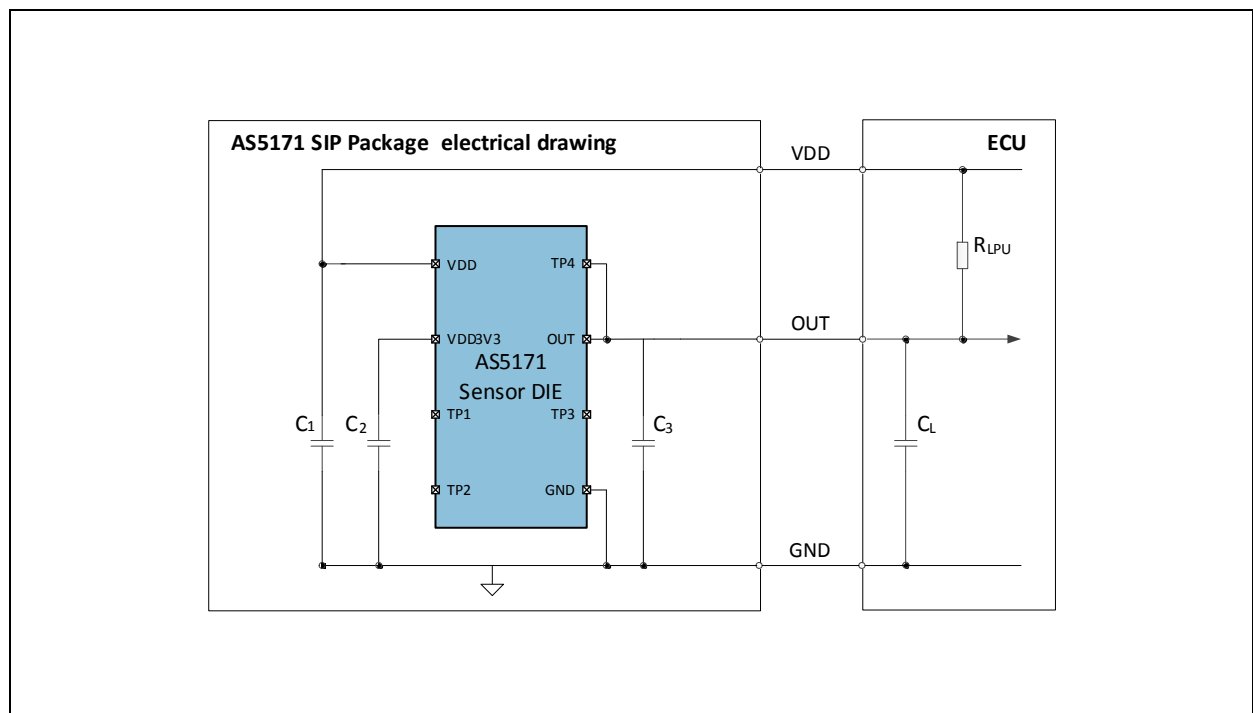 AS5171 SIP Package electrical drawing
VDD
ECU
VDD
TP4
RLPU
VDD3V3
OUT
OUT
AS5171
Sensor DIE
C1
C2
TP1
TP3
C3
CL
TP2
GND
GND